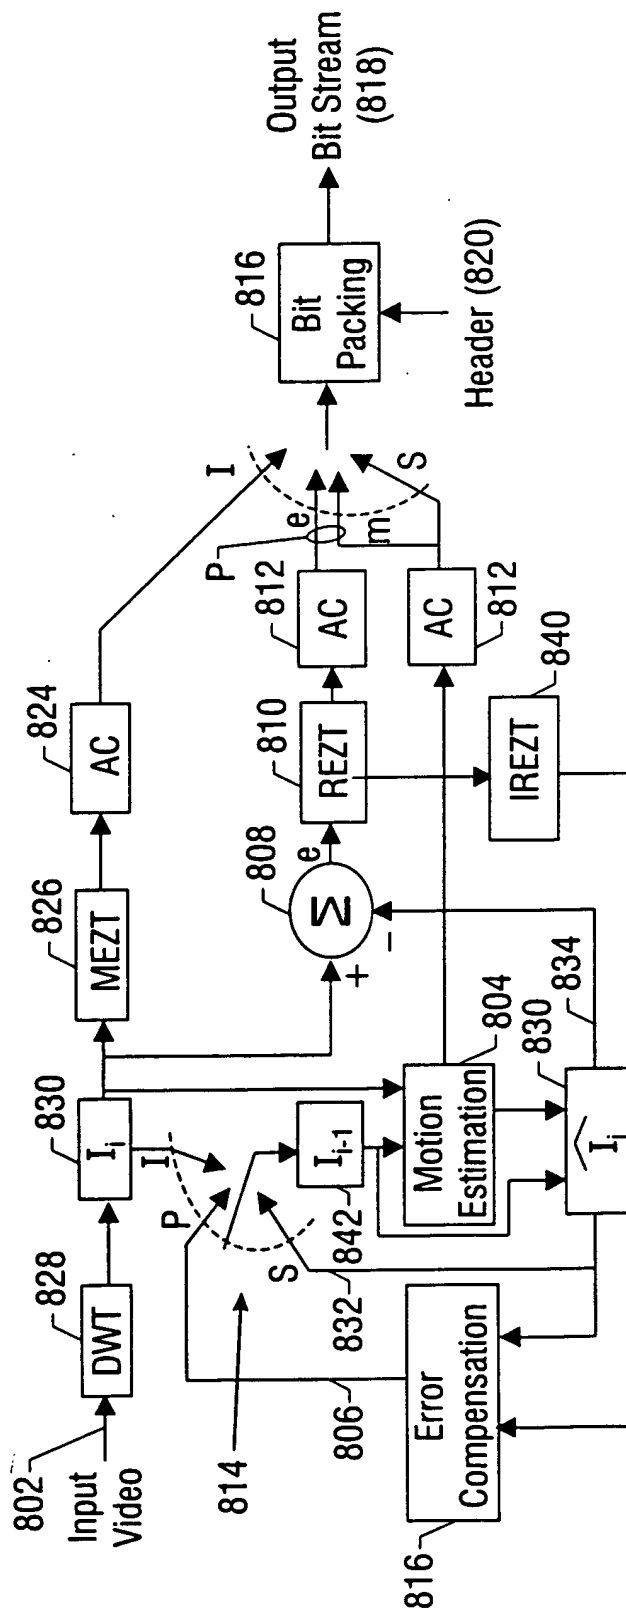 802
Input
Video
828
DWT
830
I_i
I
826
MEZT
824
AC
I
814
P
S
806
832
842
I_{i-1}
804
Motion
Estimation
816
Error
Compensation
830
Î_i
834
808
Σ
+
-
e
810
REZT
812
AC
P
e
m
S
AC
812
840
IREZT
816
Bit
Packing
Header (820)
Output
Bit Stream
(818)